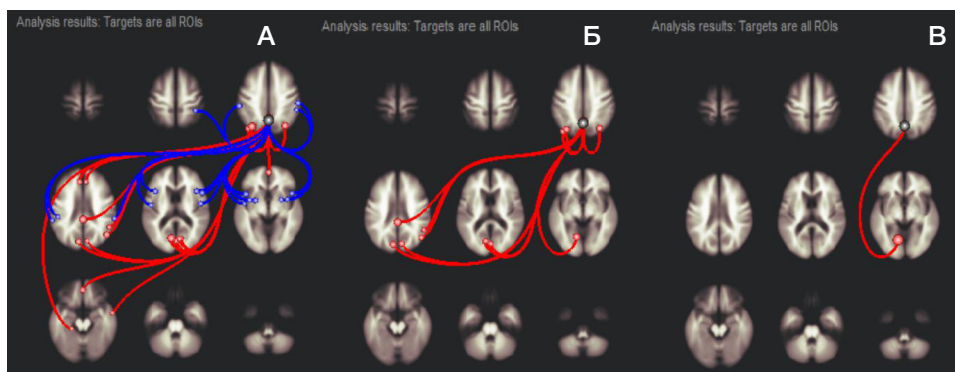 Analysis results: Targets are all ROIs
А
Analysis results: Targets are all ROIs
Б
Analysis results: Targets are all ROIs
В